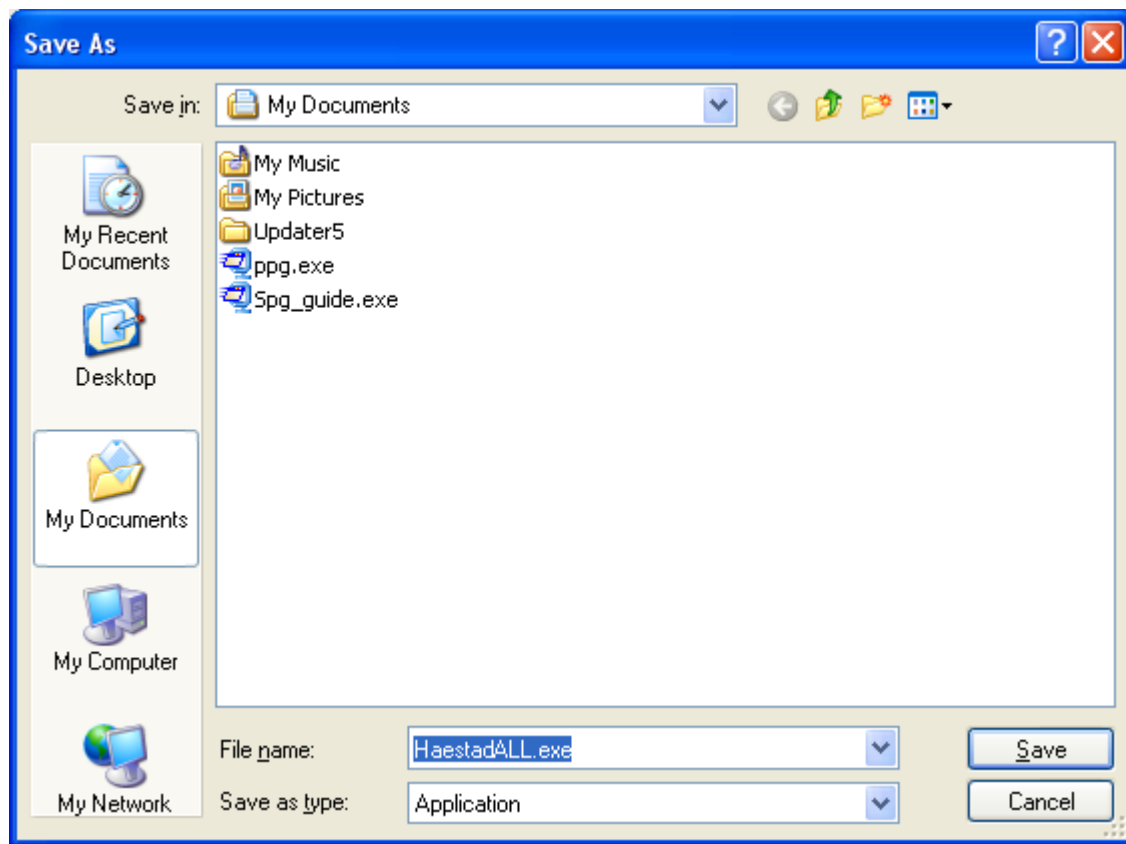 Save As
Save in:
My Documents
My Recent
Documents
Desktop
My Documents
My Computer
My Network
My Music
My Pictures
Updater5
ppg.exe
Spg_guide.exe
File name:
HaestadALL.exe
Save
Save as type:
Application
Cancel